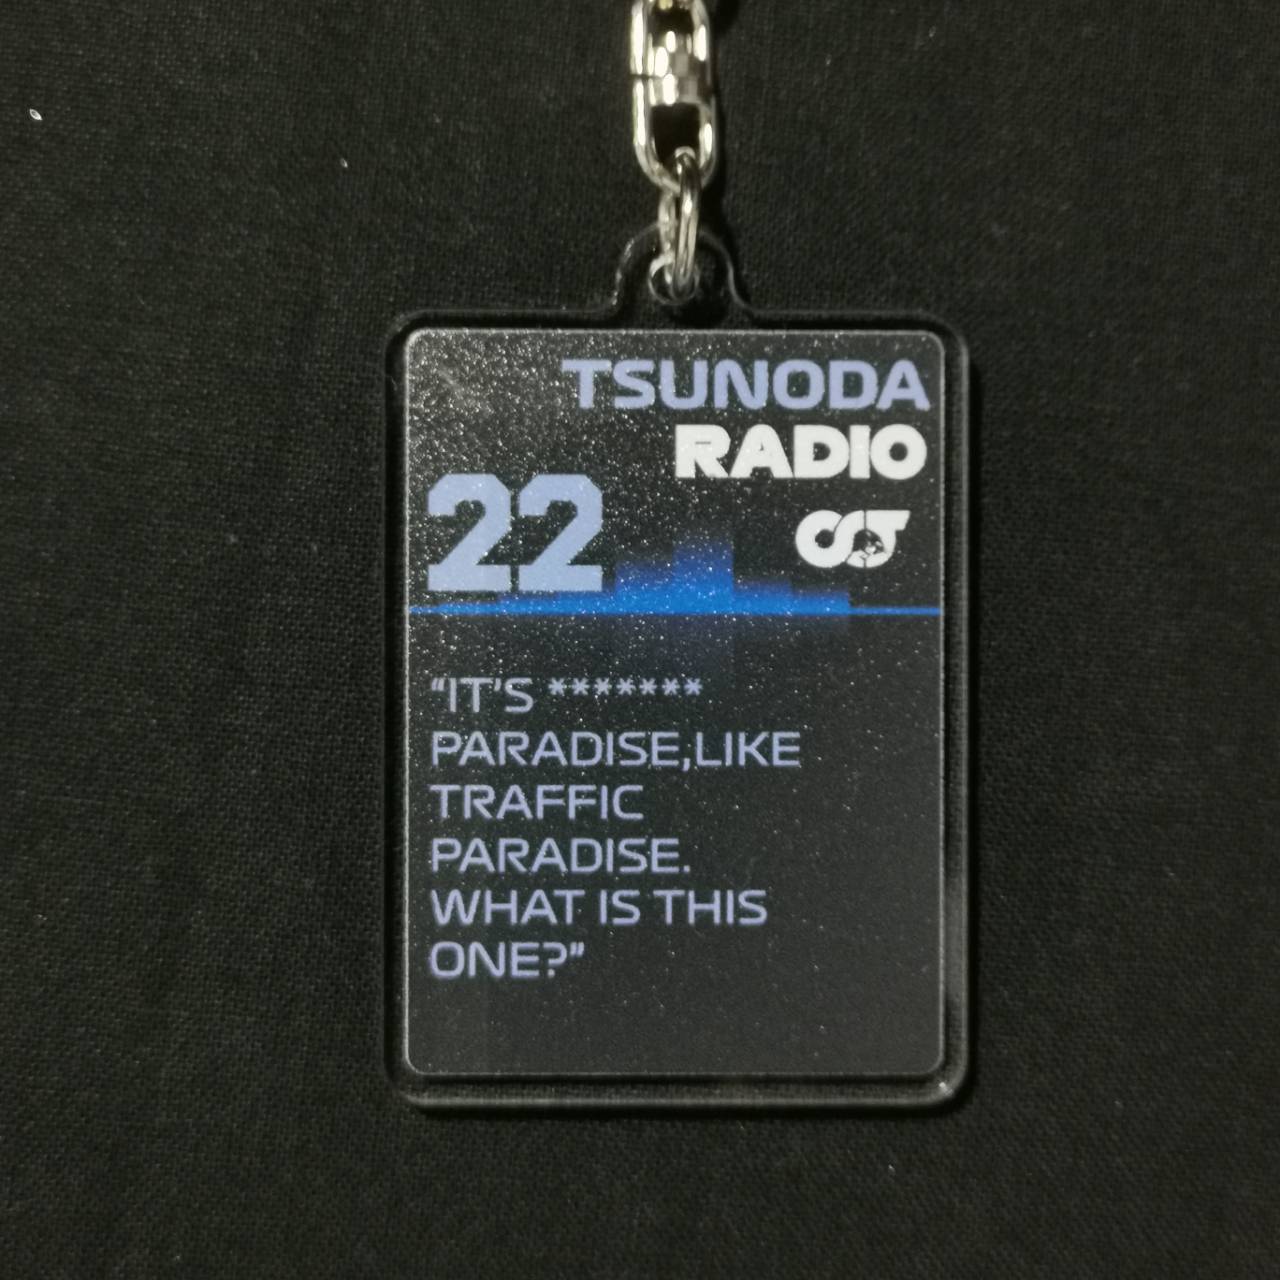 TSUNODA
RADIO
22
“IT’S *******
PARADISE,LIKE
TRAFFIC
PARADISE.
WHAT IS THIS
ONE?”